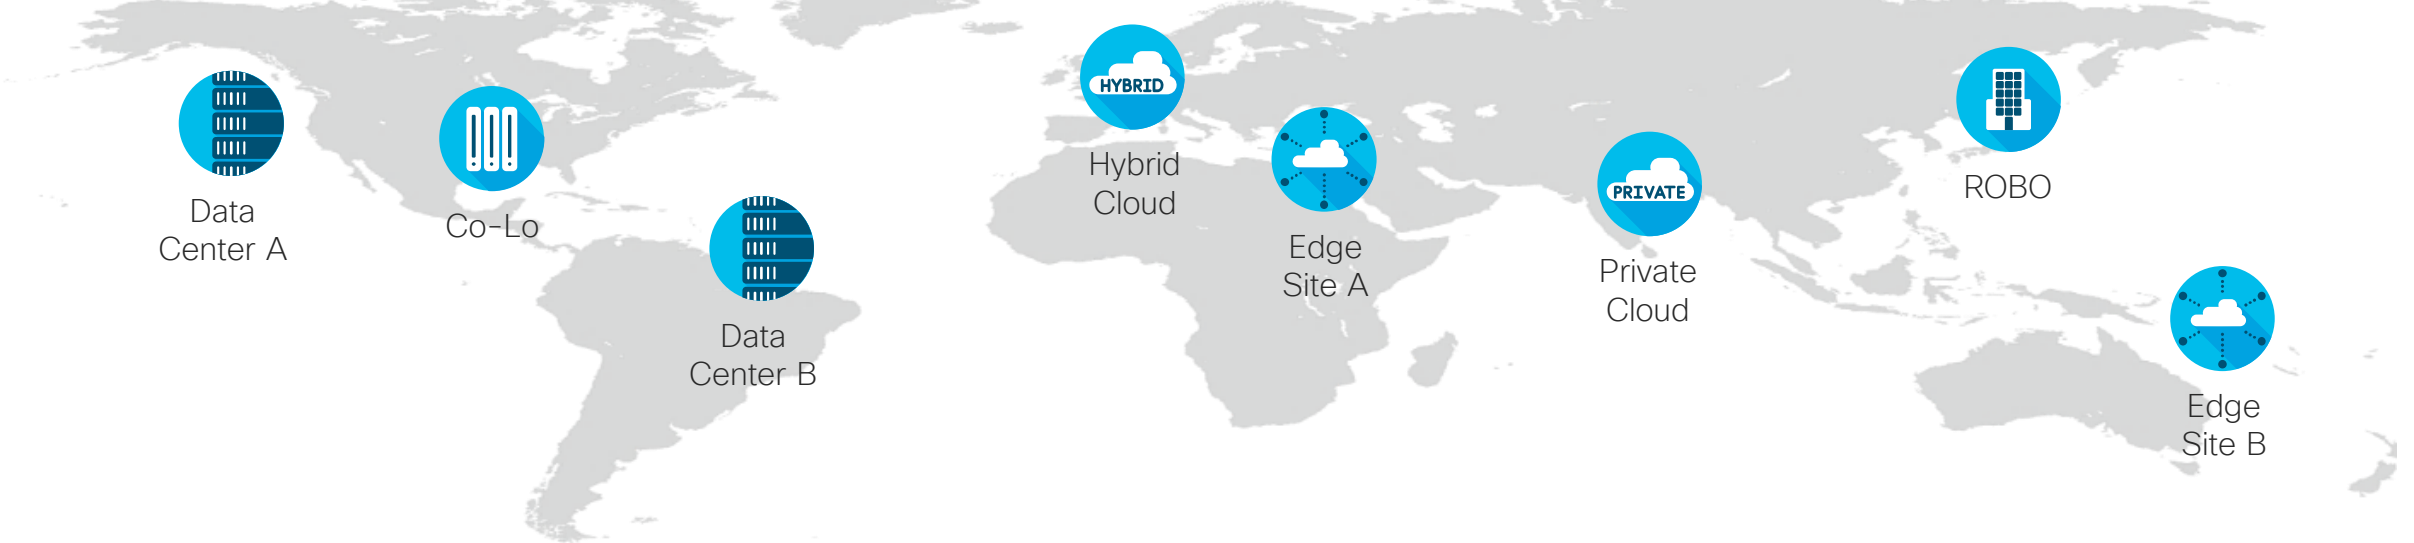 Data
Center A
Co-Lo
Data
Center B
HYBRID
Hybrid
Cloud
Edge
Site A
PRIVATE
Private
Cloud
ROBO
Edge
Site B